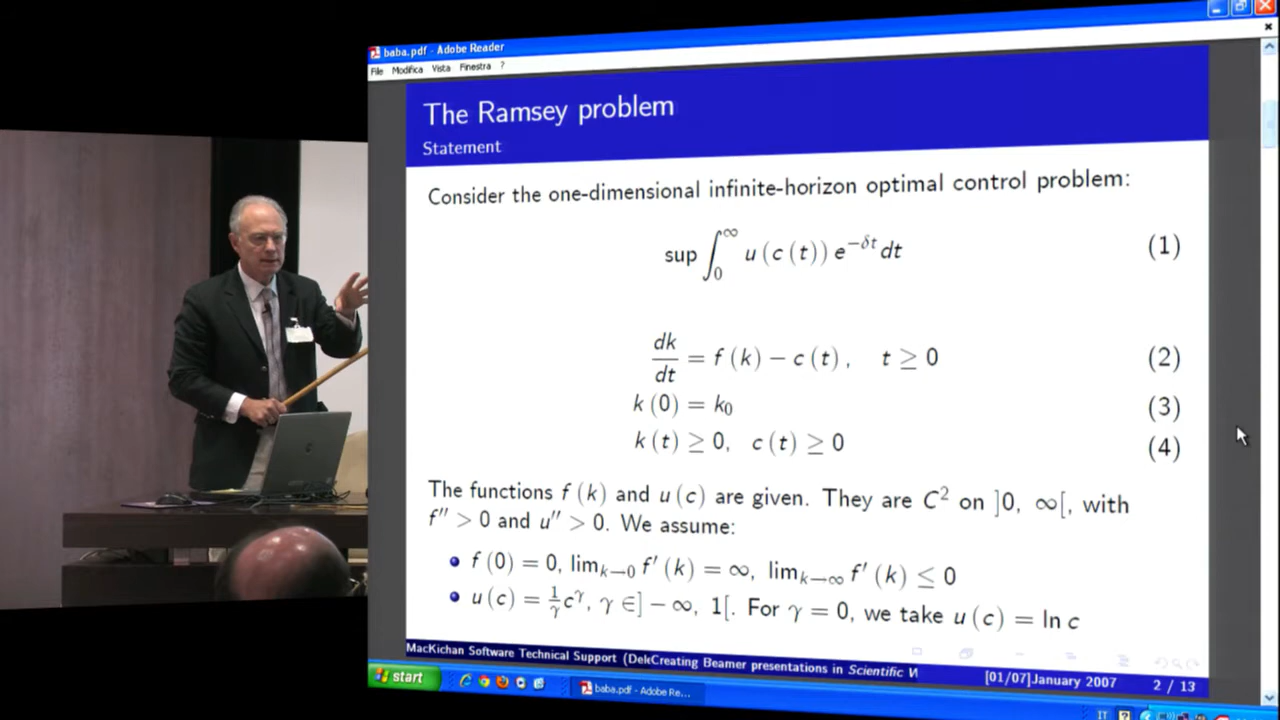 baba.pdf - Adobe Reader
File Modifica Vista Finestra ?
The Ramsey problem
Statement
Consider the one-dimensional infinite-horizon optimal control problem:
sup ∫₀^∞ u (c (t)) e^{−δt} dt (1)
dk/dt = f (k) − c (t) , t ≥ 0 (2)
k (0) = k₀ (3)
k (t) ≥ 0, c (t) ≥ 0 (4)
The functions f (k) and u (c) are given. They are C² on ]0, ∞[, with
f'' > 0 and u'' > 0. We assume:
f (0) = 0, lim_{k→0} f' (k) = ∞, lim_{k→∞} f' (k) ≤ 0
u (c) = 1/γ c^γ, γ ∈] − ∞, 1[. For γ = 0, we take u (c) = ln c
MacKichan Software Technical Support (DekCreating Beamer presentations in Scientific [01/07]January 2007 2 / 13
start baba.pdf - Adobe Re... IT